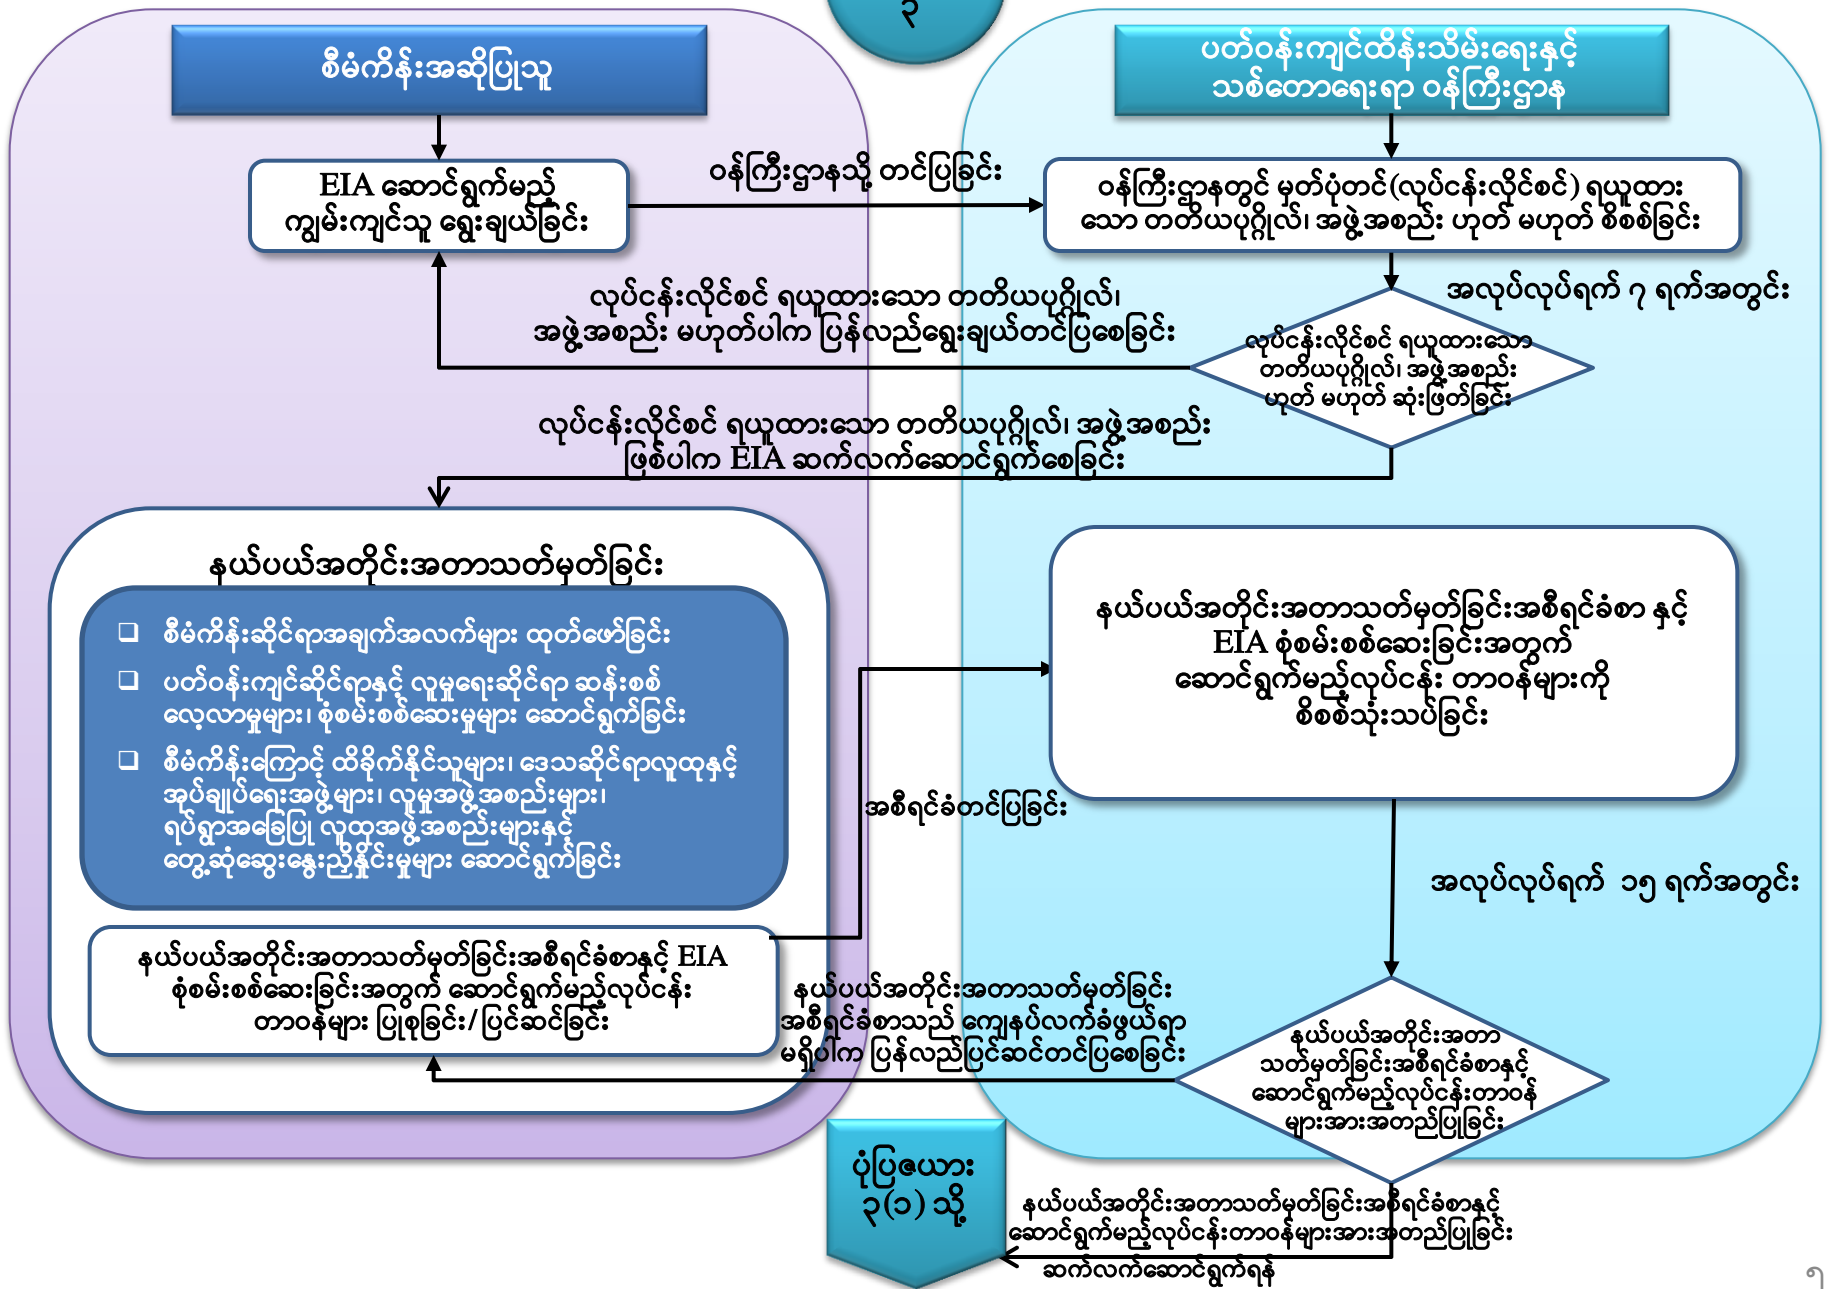 ၃
စီမံကိန်းအဆိုပြုသူ
ပတ်ဝန်းကျင်ထိန်းသိမ်းရေးနှင့်
သစ်တောရေးရာ ဝန်ကြီးဌာန
EIA ဆောင်ရွက်မည့်
ကျွမ်းကျင်သူ ရွေးချယ်ခြင်း
ဝန်ကြီးဌာနသို့ တင်ပြခြင်း
ဝန်ကြီးဌာနတွင် မှတ်ပုံတင်(လုပ်ငန်းလိုင်စင်) ရယူထား
သော တတိယပုဂ္ဂိုလ်၊ အဖွဲ့အစည်း ဟုတ် မဟုတ် စိစစ်ခြင်း
အလုပ်လုပ်ရက် ၇ ရက်အတွင်း
လုပ်ငန်းလိုင်စင် ရယူထားသော တတိယပုဂ္ဂိုလ်၊
အဖွဲ့အစည်း မဟုတ်ပါက ပြန်လည်ရွေးချယ်တင်ပြစေခြင်း
လုပ်ငန်းလိုင်စင် ရယူထားသော
တတိယပုဂ္ဂိုလ်၊ အဖွဲ့အစည်း
ဟုတ် မဟုတ် ဆုံးဖြတ်ခြင်း
လုပ်ငန်းလိုင်စင် ရယူထားသော တတိယပုဂ္ဂိုလ်၊ အဖွဲ့အစည်း
ဖြစ်ပါက EIA ဆက်လက်ဆောင်ရွက်စေခြင်း
နယ်ပယ်အတိုင်းအတာသတ်မှတ်ခြင်း
❑ စီမံကိန်းဆိုင်ရာအချက်အလက်များ ထုတ်ဖော်ခြင်း
❑ ပတ်ဝန်းကျင်ဆိုင်ရာနှင့် လူမှုရေးဆိုင်ရာ ဆန်းစစ်
လေ့လာမှုများ၊ စုံစမ်းစစ်ဆေးမှုများ ဆောင်ရွက်ခြင်း
❑ စီမံကိန်းကြောင့် ထိခိုက်နိုင်သူများ၊ ဒေသဆိုင်ရာလူထုနှင့်
အုပ်ချုပ်ရေးအဖွဲ့များ၊ လူမှုအဖွဲ့အစည်းများ၊
ရပ်ရွာအခြေပြု လူထုအဖွဲ့အစည်းများနှင့်
တွေ့ဆုံဆွေးနွေးညှိနှိုင်းမှုများ ဆောင်ရွက်ခြင်း
နယ်ပယ်အတိုင်းအတာသတ်မှတ်ခြင်းအစီရင်ခံစာ နှင့်
EIA စုံစမ်းစစ်ဆေးခြင်းအတွက်
ဆောင်ရွက်မည့်လုပ်ငန်း တာဝန်များကို
စိစစ်သုံးသပ်ခြင်း
အစီရင်ခံတင်ပြခြင်း
အလုပ်လုပ်ရက် ၁၅ ရက်အတွင်း
နယ်ပယ်အတိုင်းအတာသတ်မှတ်ခြင်းအစီရင်ခံစာနှင့် EIA
စုံစမ်းစစ်ဆေးခြင်းအတွက် ဆောင်ရွက်မည့်လုပ်ငန်း
တာဝန်များ ပြုစုခြင်း/ပြင်ဆင်ခြင်း
နယ်ပယ်အတိုင်းအတာသတ်မှတ်ခြင်း
အစီရင်ခံစာသည် ကျေနပ်လက်ခံဖွယ်ရာ
မရှိပါက ပြန်လည်ပြင်ဆင်တင်ပြစေခြင်း
နယ်ပယ်အတိုင်းအတာ
သတ်မှတ်ခြင်းအစီရင်ခံစာနှင့်
ဆောင်ရွက်မည့်လုပ်ငန်းတာဝန်
များအားအတည်ပြုခြင်း
ပုံပြဇယား
၃(၁) သို့
နယ်ပယ်အတိုင်းအတာသတ်မှတ်ခြင်းအစီရင်ခံစာနှင့်
ဆောင်ရွက်မည့်လုပ်ငန်းတာဝန်များအားအတည်ပြုခြင်း
ဆက်လက်ဆောင်ရွက်ရန်
၅